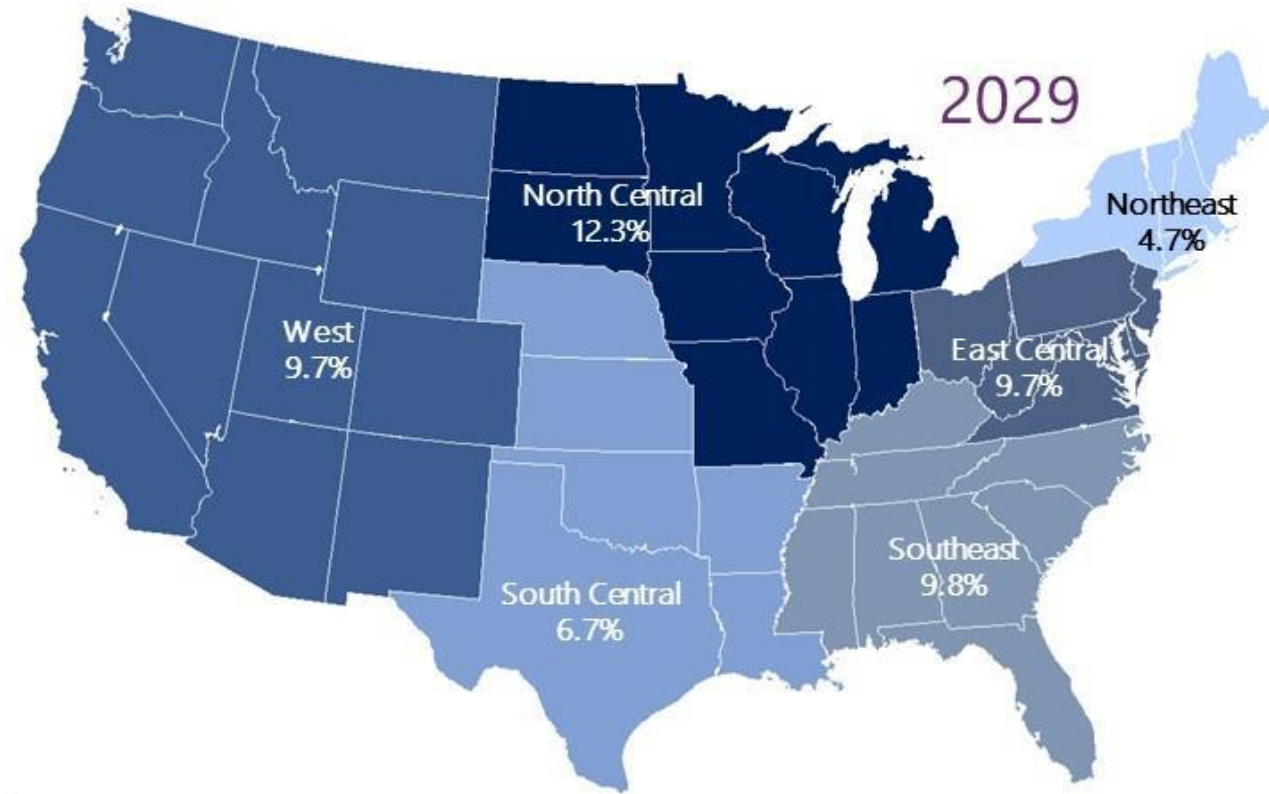 2029
North Central
12.3%
Northeast
4.7%
West
9.7%
East Central
9.7%
Southeast
9.8%
South Central
6.7%